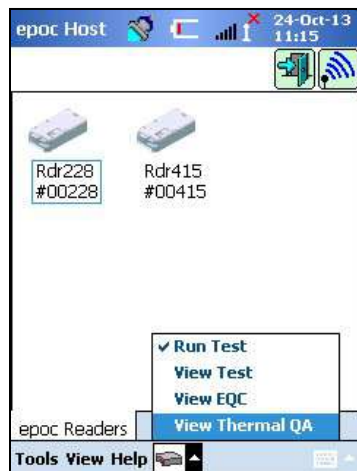 epoc Host
24-Oct-13
11:15
Rdr228
#00228
Rdr415
#00415
Run Test
View Test
View EQC
View Thermal QA
epoc Readers
Tools View Help